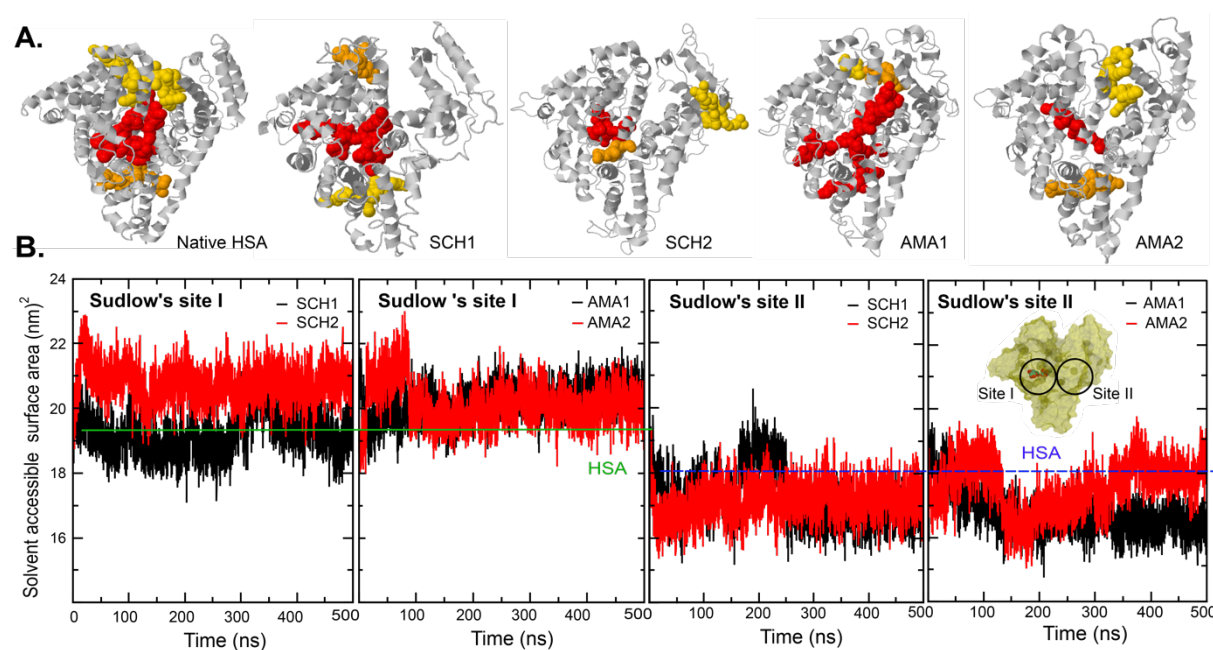 A.
Native HSA
SCH1
SCH2
AMA1
AMA2
B.
Solvent accessible surface area (nm)2
24
22
20
18
16
Sudlow's site I
SCH1
SCH2
0 100 200 300 400 500
Time (ns)
Sudlow 's site I
AMA1
AMA2
HSA
100 200 300 400 500
Time (ns)
Sudlow's site II
SCH1
SCH2
100 200 300 400 500
Time (ns)
Sudlow's site II
AMA1
AMA2
Site I
Site II
HSA
100 200 300 400 500
Time (ns)